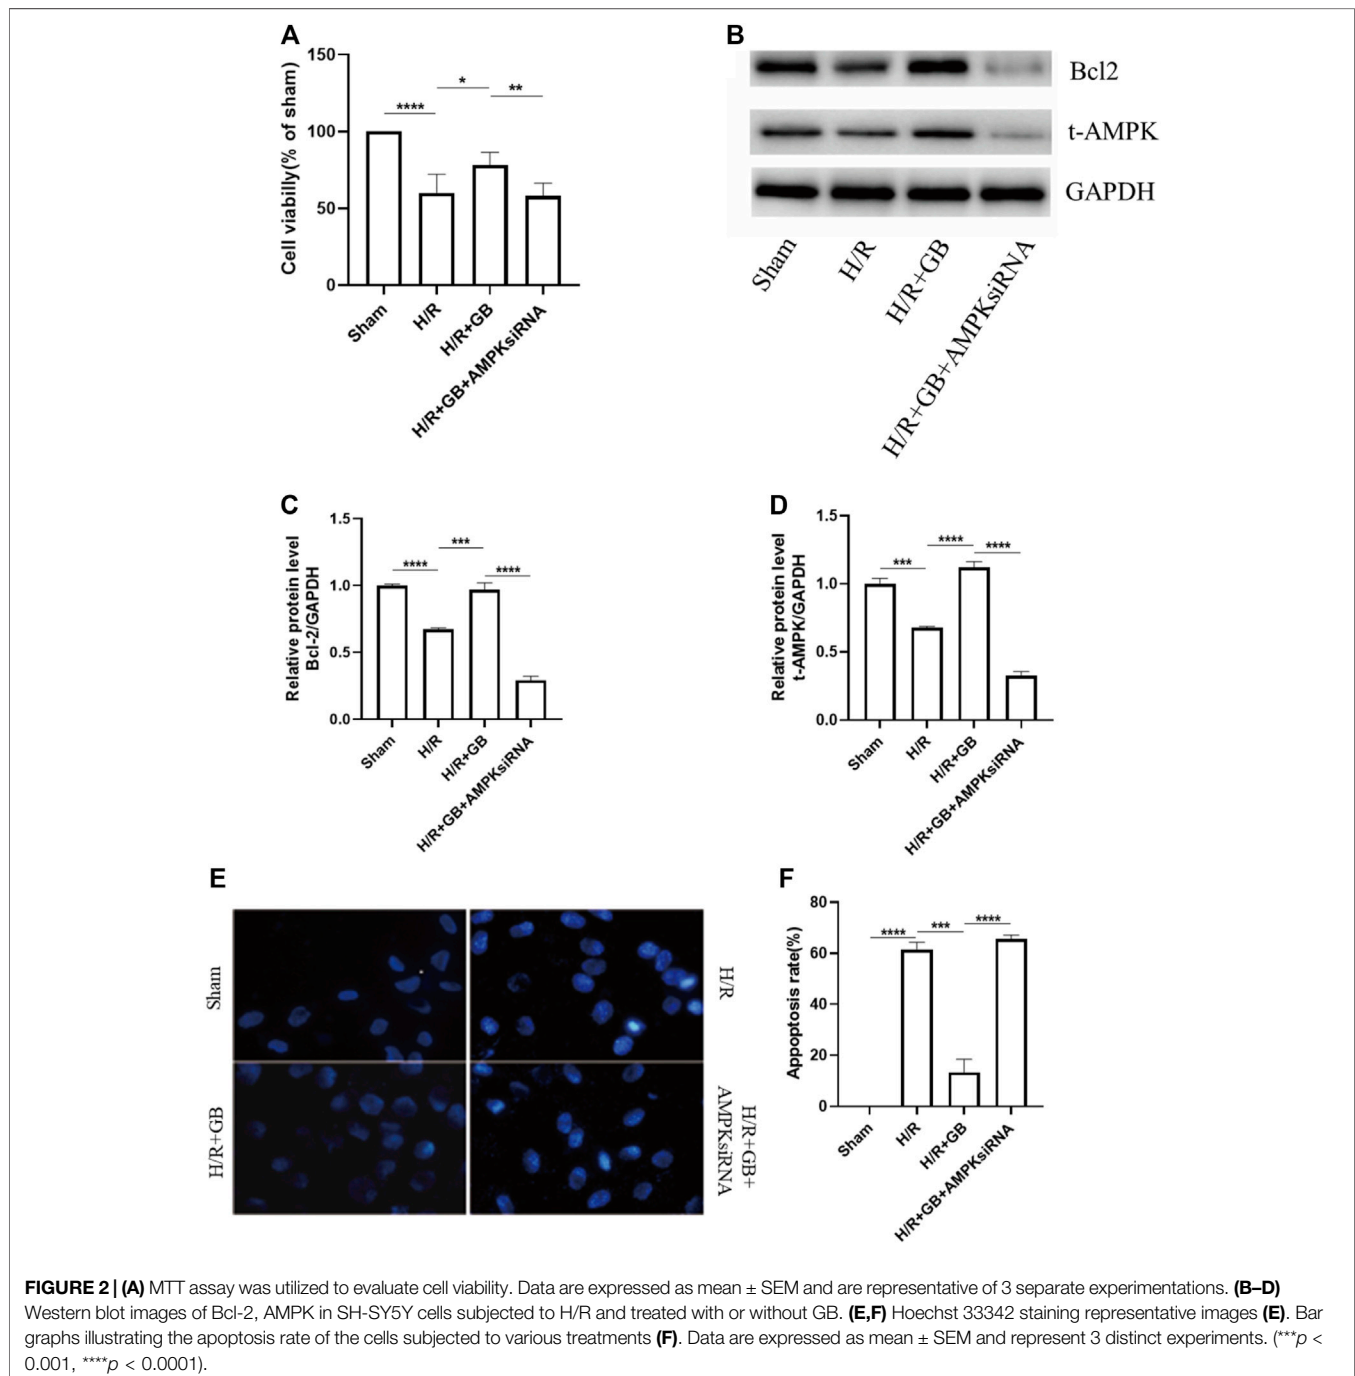 A
150
100
50
0
Cell viabilly(% of sham)
****
*
**
Sham
H/R
H/R+GB
H/R+GB+AMPKsiRNA
B
Bcl2
t-AMPK
GAPDH
Sham
H/R
H/R+GB
H/R+GB+AMPKsiRNA
C
1.5
1.0
0.5
0.0
Relative protein level
Bcl-2/GAPDH
****
***
****
Sham
H/R
H/R+GB
H/R+GB+AMPKsiRNA
D
1.5
1.0
0.5
0.0
Relative protein level
t-AMPK/GAPDH
***
****
****
Sham
H/R
H/R+GB
H/R+GB+AMPKsiRNA
E
Sham
H/R
H/R+GB
H/R+GB+
AMPKsiRNA
F
80
60
40
20
0
Appoptosis rate(%)
****
***
****
Sham
H/R
H/R+GB
H/R+GB+AMPKsiRNA
FIGURE 2 | (A) MTT assay was utilized to evaluate cell viability. Data are expressed as mean ± SEM and are representative of 3 separate experimentations. (B–D)
Western blot images of Bcl-2, AMPK in SH-SY5Y cells subjected to H/R and treated with or without GB. (E,F) Hoechst 33342 staining representative images (E). Bar
graphs illustrating the apoptosis rate of the cells subjected to various treatments (F). Data are expressed as mean ± SEM and represent 3 distinct experiments. (***p <
0.001, ****p < 0.0001).